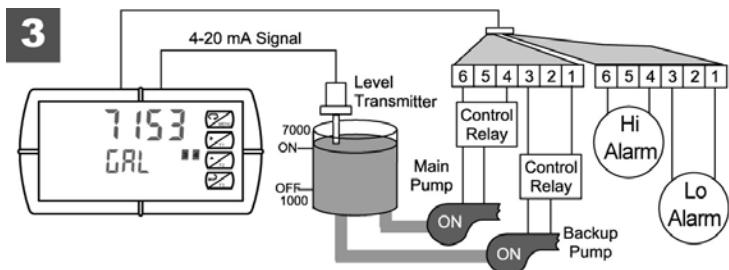 3
4-20 mA Signal
Level
Transmitter
7153
GAL
7000
ON
OFF
1000
6 5 4 3 2 1
6 5 4 3 2 1
Control
Relay
Control
Relay
Hi
Alarm
Lo
Alarm
Main
Pump
ON
Backup
Pump
ON